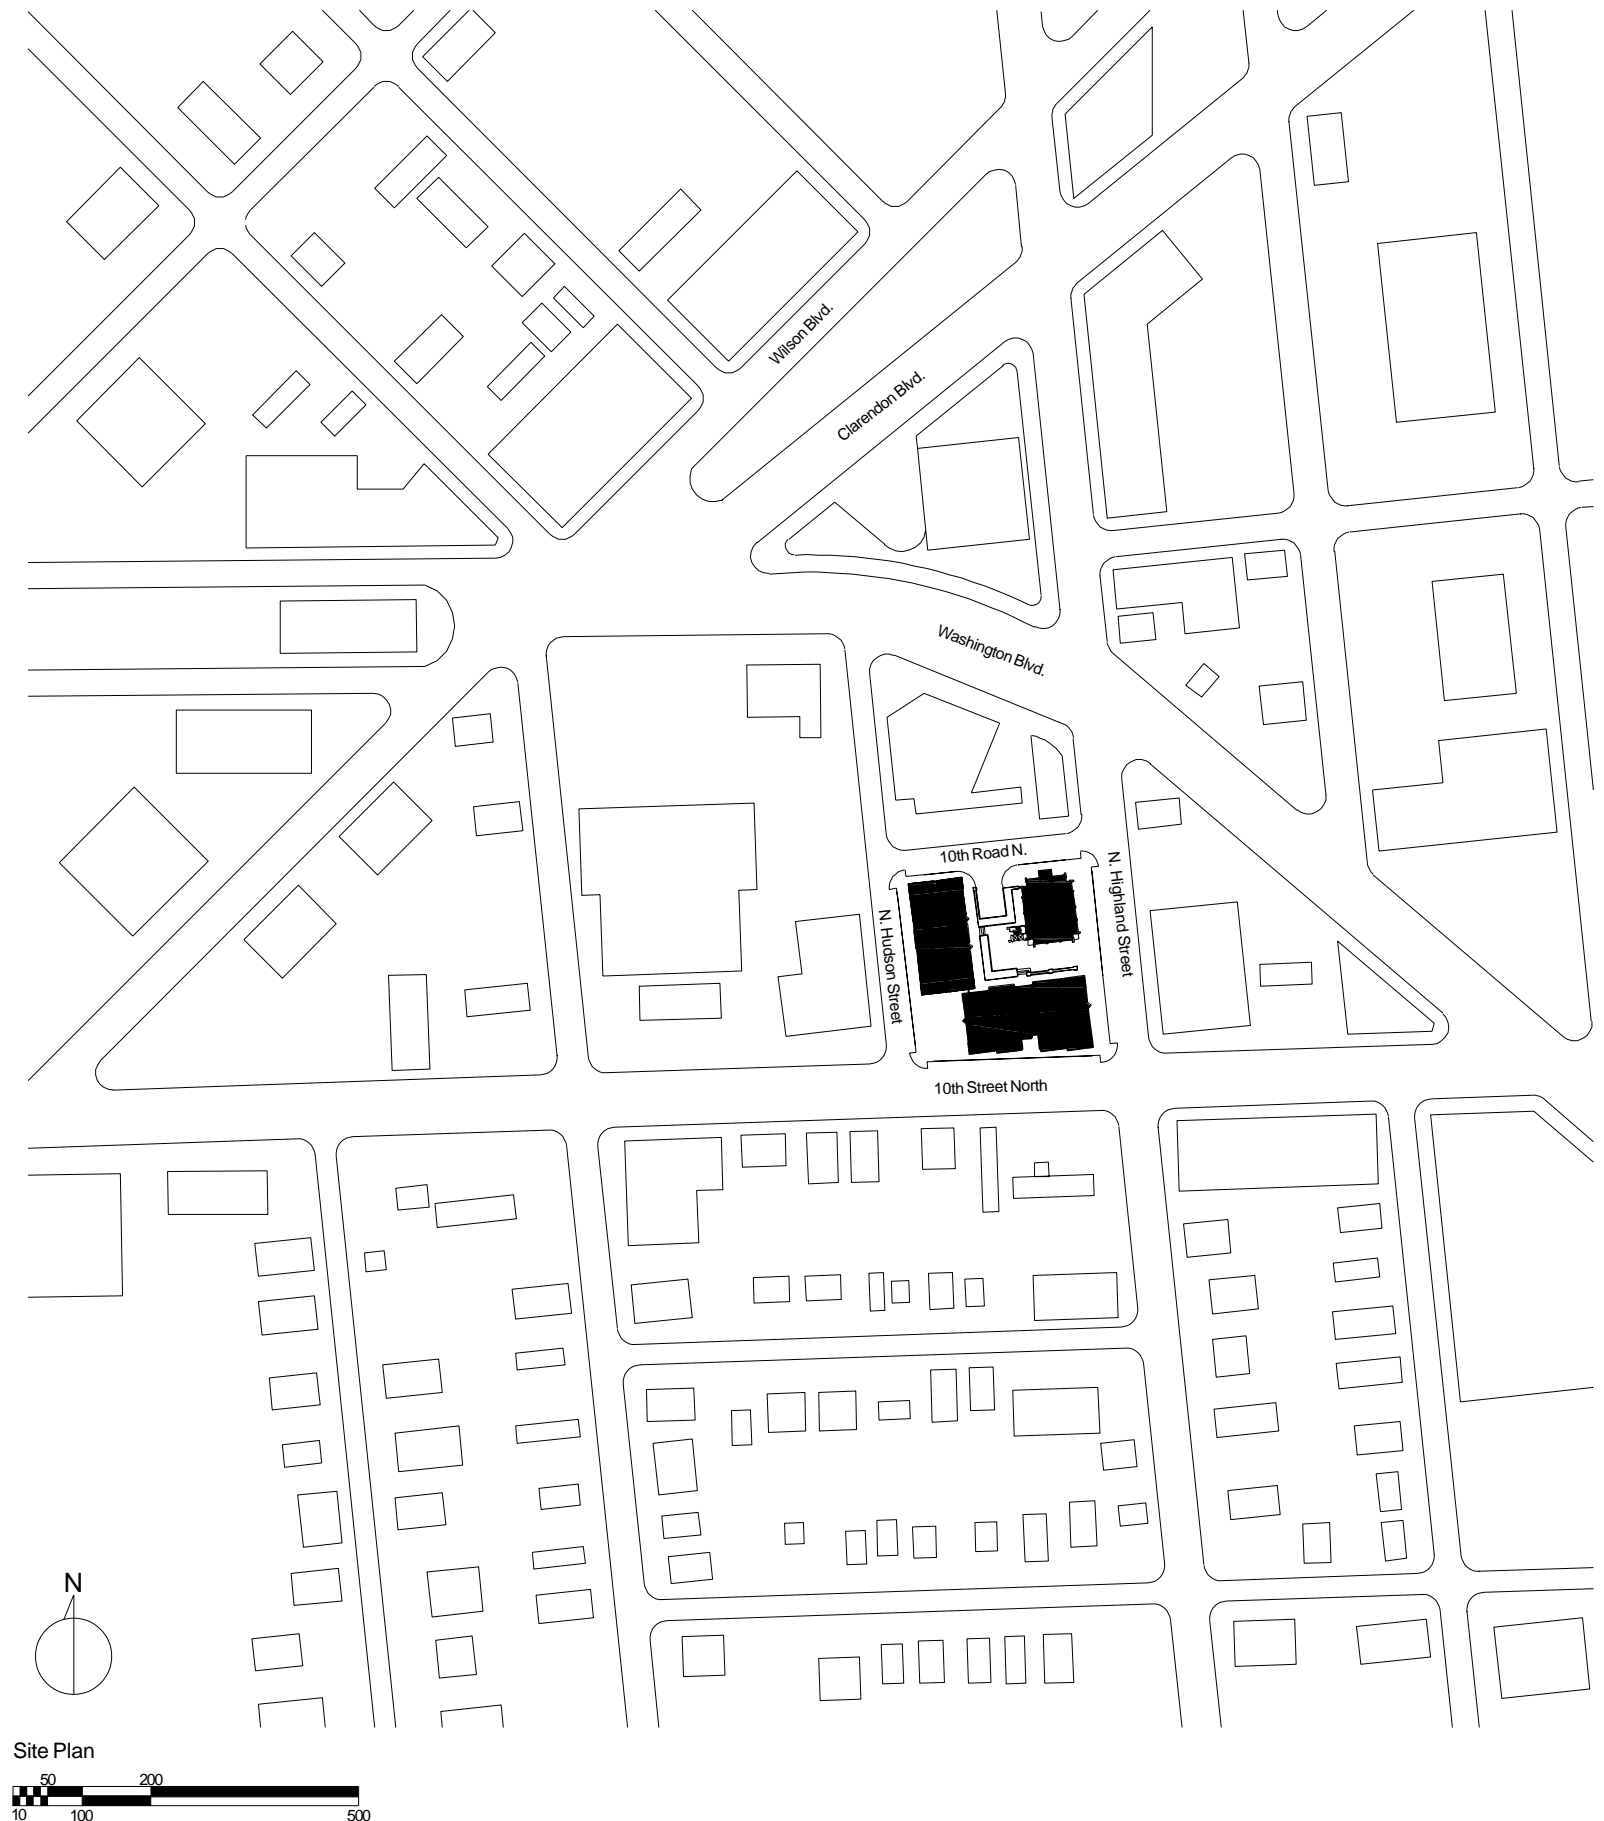 Wilson Blvd.
Clarendon Blvd.
Washington Blvd.
10th Road N.
N. Highland Street
N. Hudson Street
10th Street North
N
Site Plan
50 200
10 100 500